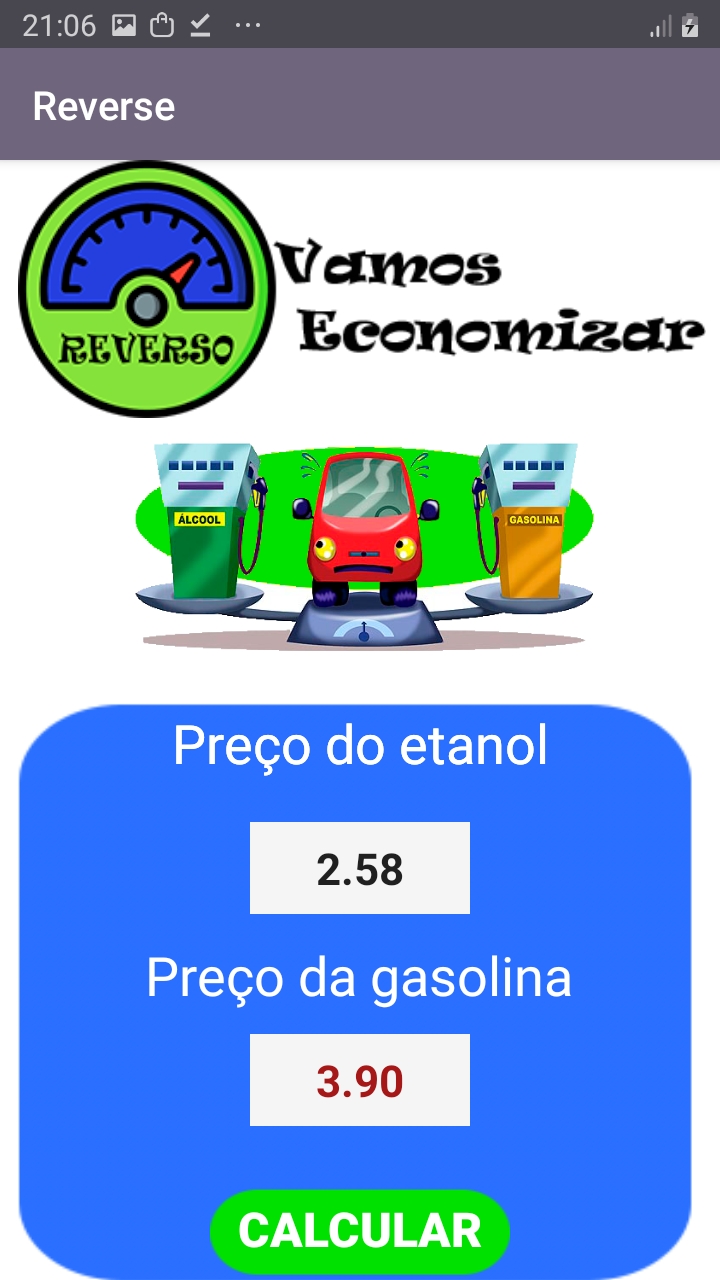 21:06
Reverse
Vamos
Economizar
REVERSO
ÁLCOOL
GASOLINA
Preço do etanol
2.58
Preço da gasolina
3.90
CALCULAR